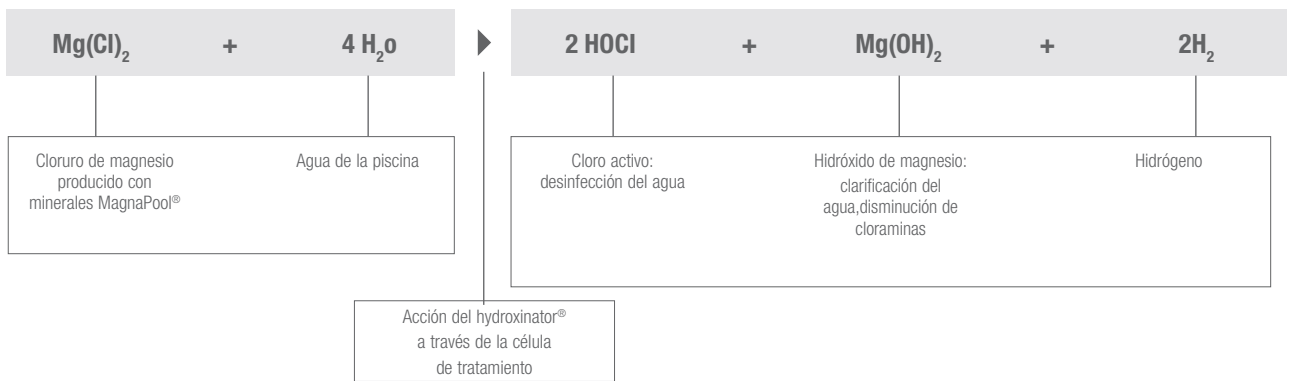 Mg(Cl)₂ + 4 H₂o ▶ 2 HOCl + Mg(OH)₂ + 2H₂
Cloruro de magnesio
producido con
minerales MagnaPool®
Agua de la piscina
Cloro activo:
desinfección del agua
Hidróxido de magnesio:
clarificación del
agua,disminución de
cloraminas
Hidrógeno
Acción del hydroxinator®
a través de la célula
de tratamiento